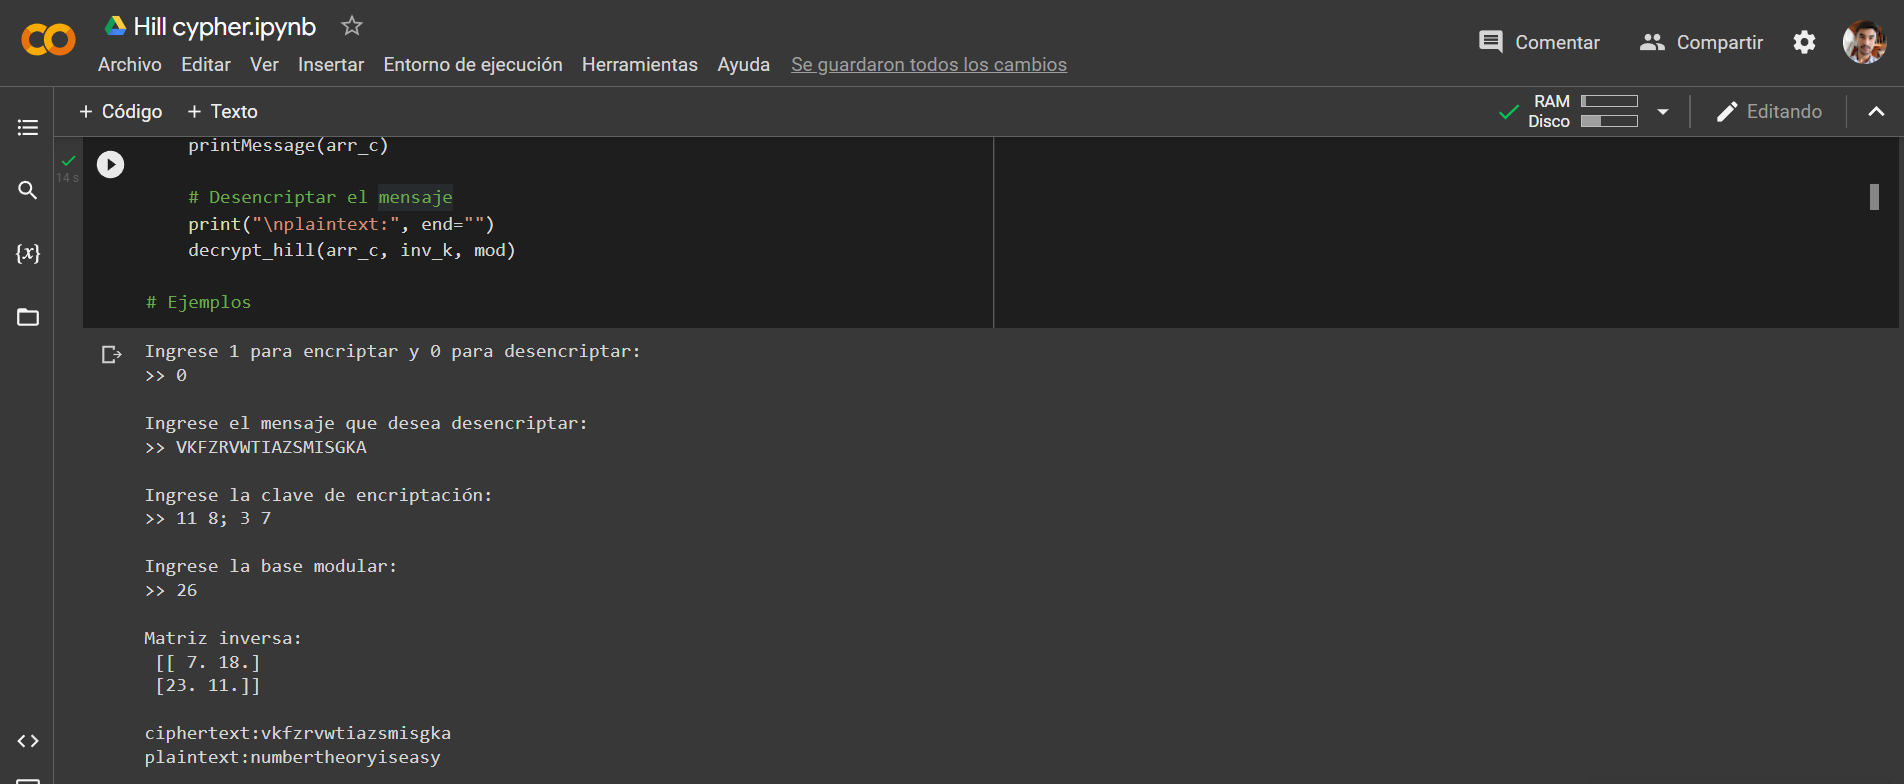 Hill cypher.ipynb
Archivo Editar Ver Insertar Entorno de ejecución Herramientas Ayuda Se guardaron todos los cambios
Comentar Compartir
+ Código + Texto
RAM
Disco
Editando
14 s
printMessage(arr_c)
# Desencriptar el mensaje
print("\nplaintext:", end="")
decrypt_hill(arr_c, inv_k, mod)
# Ejemplos
{x}
Ingrese 1 para encriptar y 0 para desencriptar:
>> 0
Ingrese el mensaje que desea desencriptar:
>> VKFZRVWTIAZSMISGKA
Ingrese la clave de encriptación:
>> 11 8; 3 7
Ingrese la base modular:
>> 26
Matriz inversa:
[[ 7. 18.]
[23. 11.]]
ciphertext:vkfzrvwtiazsmisgka
plaintext:numbertheoryiseasy